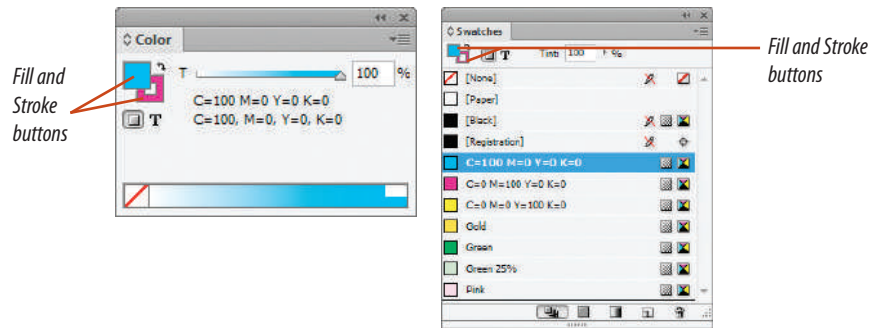 Color
Fill and
Stroke
buttons
T 100 %
C=100 M=0 Y=0 K=0
C=100, M=0, Y=0, K=0
T
Swatches
T Tint: 100 %
[None]
[Paper]
[Black]
[Registration]
C=100 M=0 Y=0 K=0
C=0 M=100 Y=0 K=0
C=0 M=0 Y=100 K=0
Gold
Green
Green 25%
Pink
Fill and Stroke
buttons